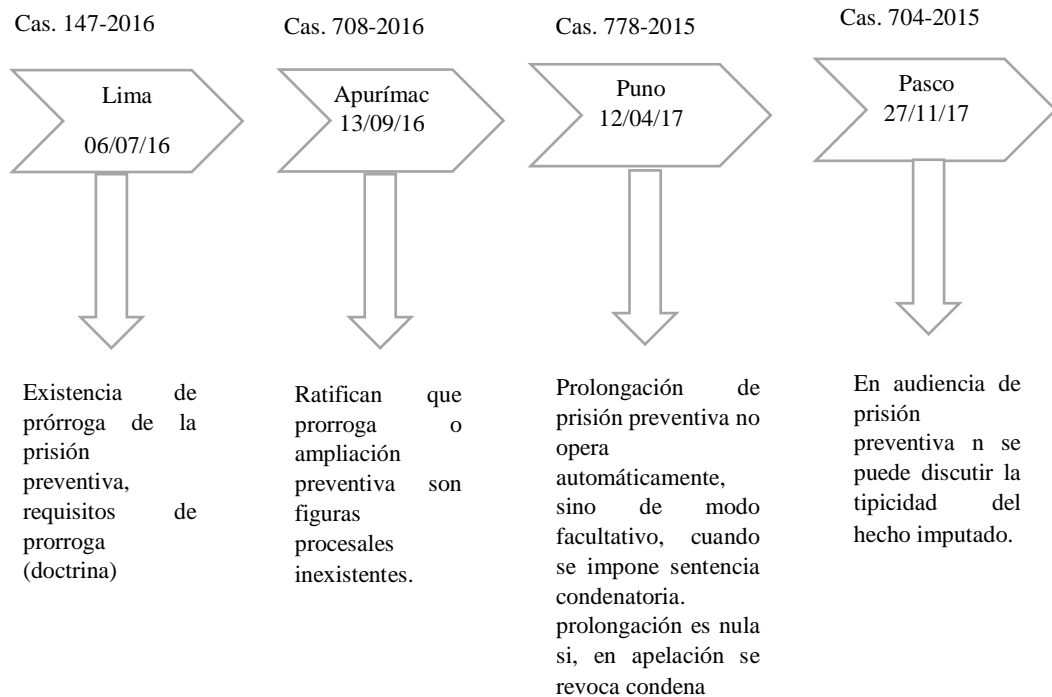 Cas. 147-2016
Lima
06/07/16
Existencia de
prórroga de la
prisión
preventiva,
requisitos de
prorroga
(doctrina)
Cas. 708-2016
Apurímac
13/09/16
Ratifican que
prorroga o
ampliación
preventiva son
figuras
procesales
inexistentes.
Cas. 778-2015
Puno
12/04/17
Prolongación de
prisión preventiva no
opera
automáticamente,
sino de modo
facultativo, cuando
se impone sentencia
condenatoria.
prolongación es nula
si, en apelación se
revoca condena
Cas. 704-2015
Pasco
27/11/17
En audiencia de
prisión
preventiva n se
puede discutir la
tipicidad del
hecho imputado.